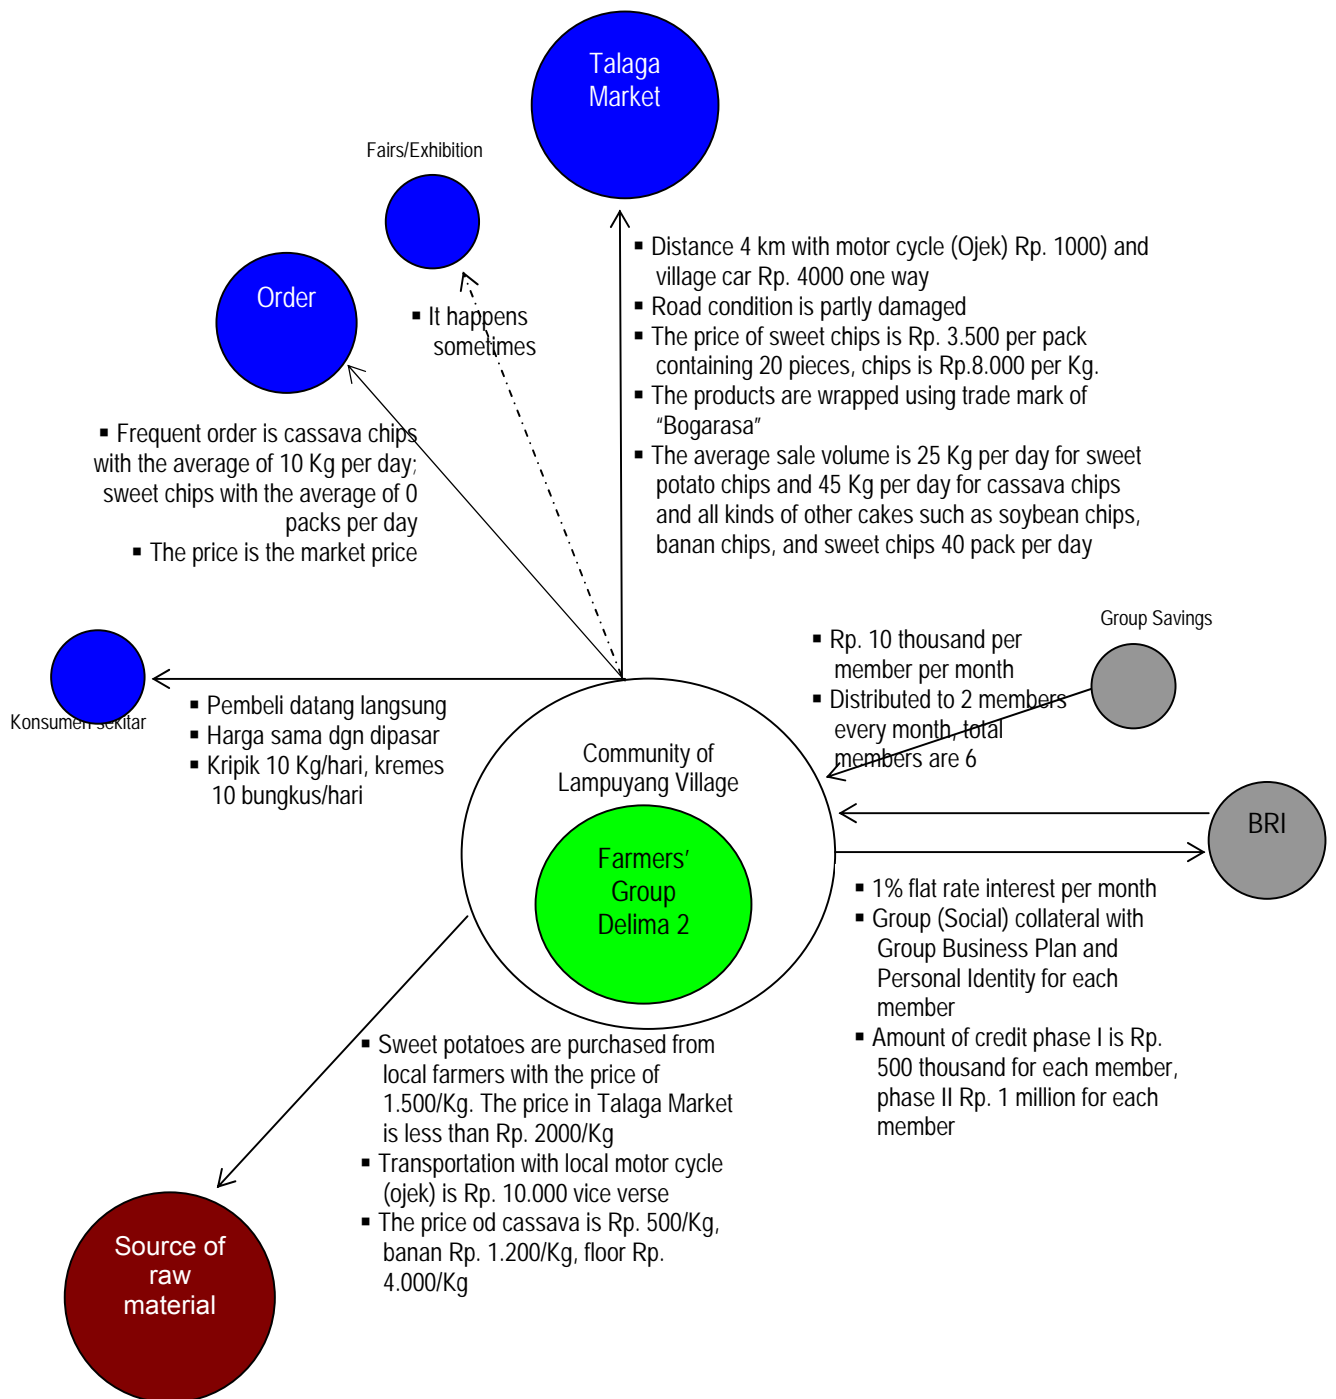 Talaga
Market
Fairs/Exhibition
Order
▪ It happens
sometimes
▪ Distance 4 km with motor cycle (Ojek) Rp. 1000) and
village car Rp. 4000 one way
▪ Road condition is partly damaged
▪ The price of sweet chips is Rp. 3.500 per pack
containing 20 pieces, chips is Rp.8.000 per Kg.
▪ The products are wrapped using trade mark of
“Bogarasa”
▪ The average sale volume is 25 Kg per day for sweet
potato chips and 45 Kg per day for cassava chips
and all kinds of other cakes such as soybean chips,
banan chips, and sweet chips 40 pack per day
▪ Frequent order is cassava chips
with the average of 10 Kg per day;
sweet chips with the average of 0
packs per day
▪ The price is the market price
Konsumen sekitar
▪ Pembeli datang langsung
▪ Harga sama dgn dipasar
▪ Kripik 10 Kg/hari, kremes
10 bungkus/hari
Group Savings
▪ Rp. 10 thousand per
member per month
▪ Distributed to 2 members
every month, total
members are 6
Community of
Lampuyang Village
Farmers’
Group
Delima 2
BRI
▪ 1% flat rate interest per month
▪ Group (Social) collateral with
Group Business Plan and
Personal Identity for each
member
▪ Amount of credit phase I is Rp.
500 thousand for each member,
phase II Rp. 1 million for each
member
▪ Sweet potatoes are purchased from
local farmers with the price of
1.500/Kg. The price in Talaga Market
is less than Rp. 2000/Kg
▪ Transportation with local motor cycle
(ojek) is Rp. 10.000 vice verse
▪ The price od cassava is Rp. 500/Kg,
banan Rp. 1.200/Kg, floor Rp.
4.000/Kg
Source of
raw
material